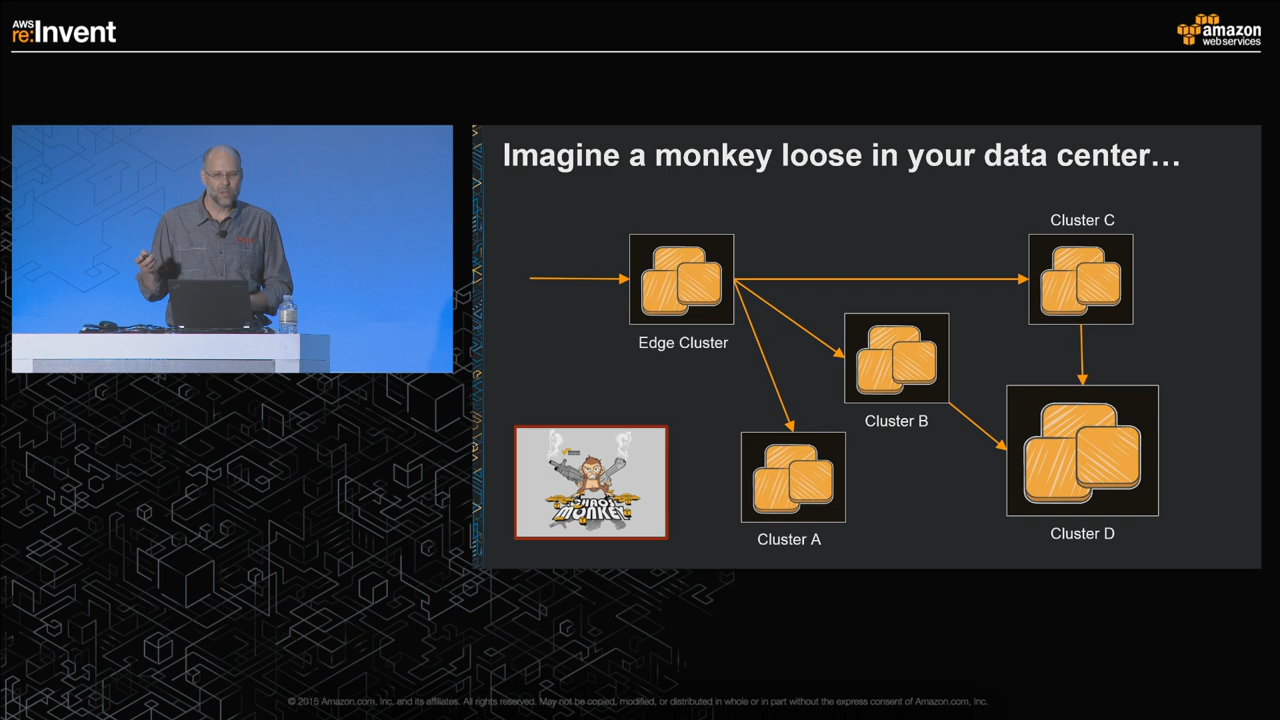 AWS
re:Invent
amazon
web services
Imagine a monkey loose in your data center…
Cluster C
Edge Cluster
Cluster B
CHAOS
MONKEY
Cluster A
Cluster D
© 2015 Amazon.com, Inc. and its affiliates. All rights reserved. May not be copied, modified, or distributed in whole or in part without the express consent of Amazon.com, Inc.